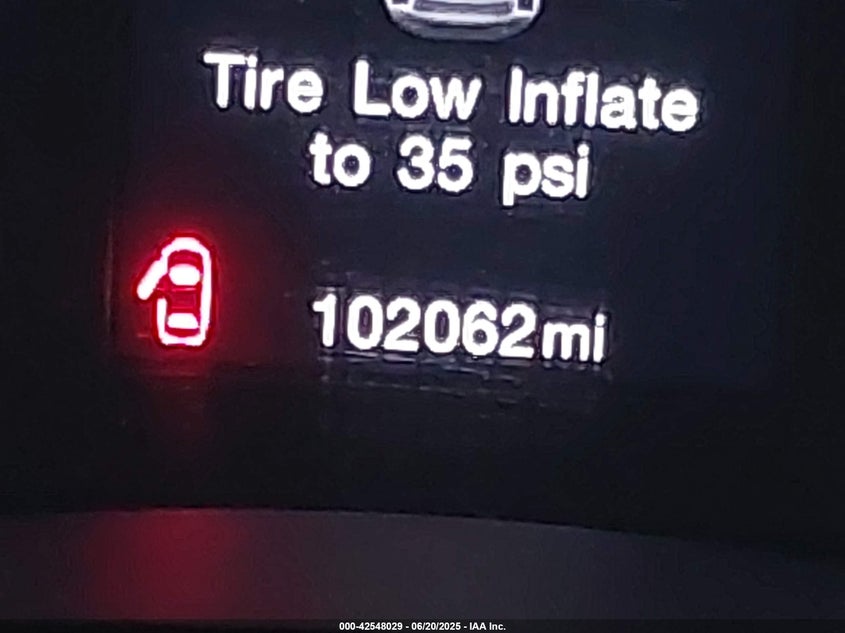 Tire Low Inflate
to 35 psi
102062mi
000-42548029 - 06/20/2025 - IAA Inc.